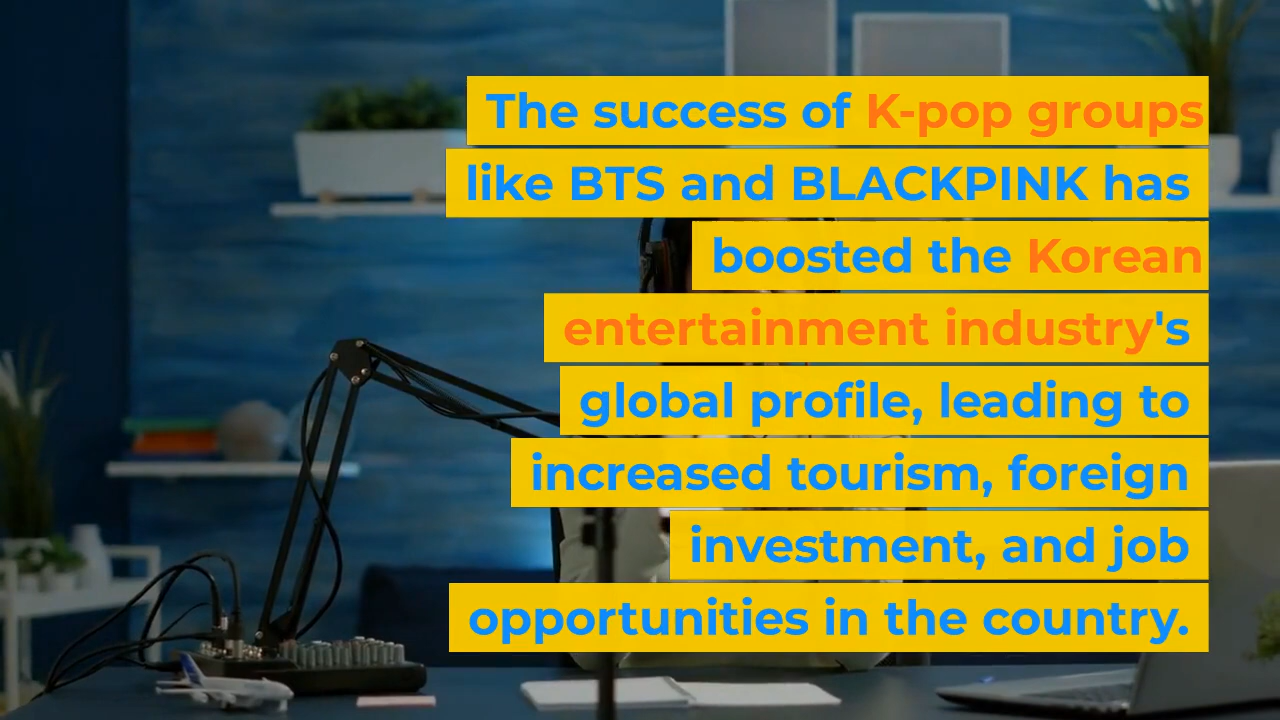 The success of K-pop groups
like BTS and BLACKPINK has
boosted the Korean
entertainment industry's
global profile, leading to
increased tourism, foreign
investment, and job
opportunities in the country.